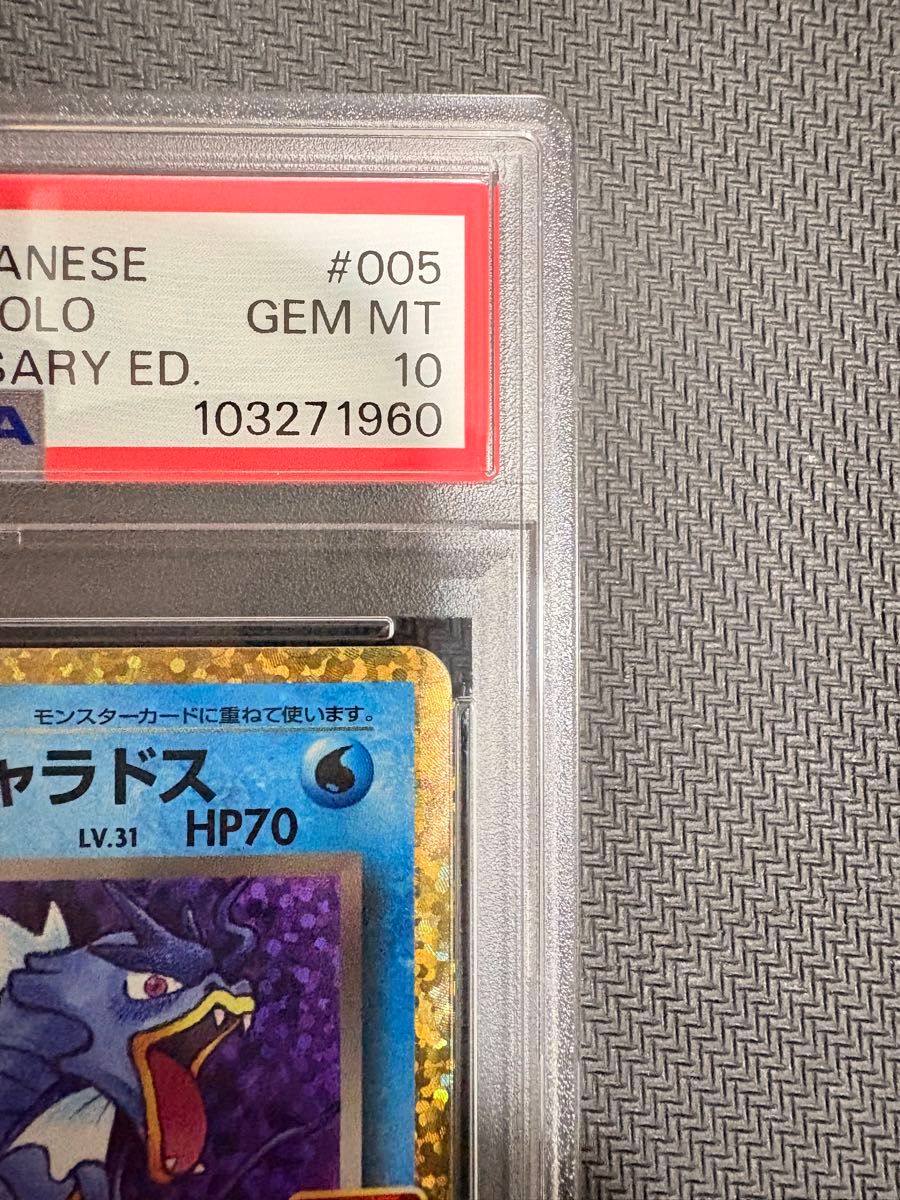 ANESE #005
OLO GEM MT
SARY ED. 10
A 103271960
モンスターカードに重ねて使います。
ャラドス
LV.31 HP70